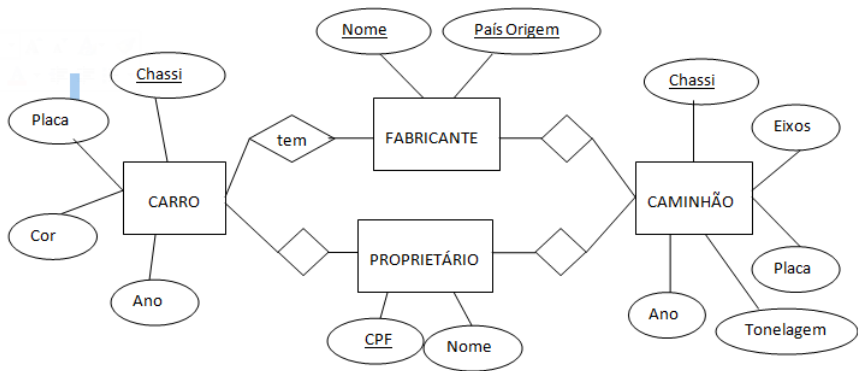 Nome
País Origem
Chassi
Chassi
Placa
Eixos
tem
FABRICANTE
CARRO
CAMINHÃO
Cor
PROPRIETÁRIO
Placa
Ano
Ano
Tonelagem
CPF
Nome